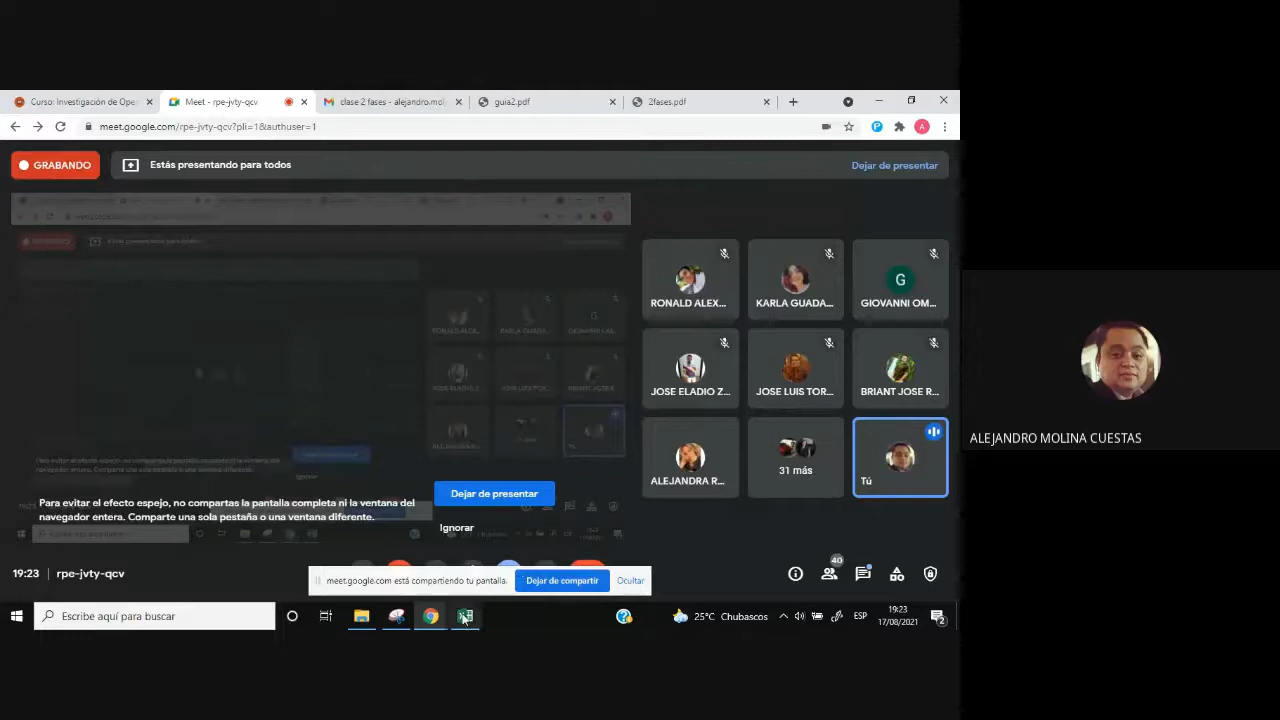 Curso: Investigación de Ope
Meet - rpe-jvty-qcv
clase 2 fases - alejandro.mol
guia2.pdf
2fases.pdf
meet.google.com/rpe-jvty-qcv?pli=1&authuser=1
P
A
GRABANDO
Estás presentando para todos
Dejar de presentar
RONALD ALEX...
KARLA GUADA...
G
GIOVANNI OM...
JOSE ELADIO Z...
JOSE LUIS TOR...
BRIANT JOSE R...
ALEJANDRA R...
31 más
Tú
ALEJANDRO MOLINA CUESTAS
Para evitar el efecto espejo, no compartas la pantalla completa ni la ventana del
navegador entera. Comparte una sola pestaña o una ventana diferente.
Dejar de presentar
Ignorar
19:23
rpe-jvty-qcv
40
meet.google.com está compartiendo tu pantalla.
Dejar de compartir
Ocultar
Escribe aquí para buscar
25°C Chubascos
ESP
19:23
17/08/2021
2